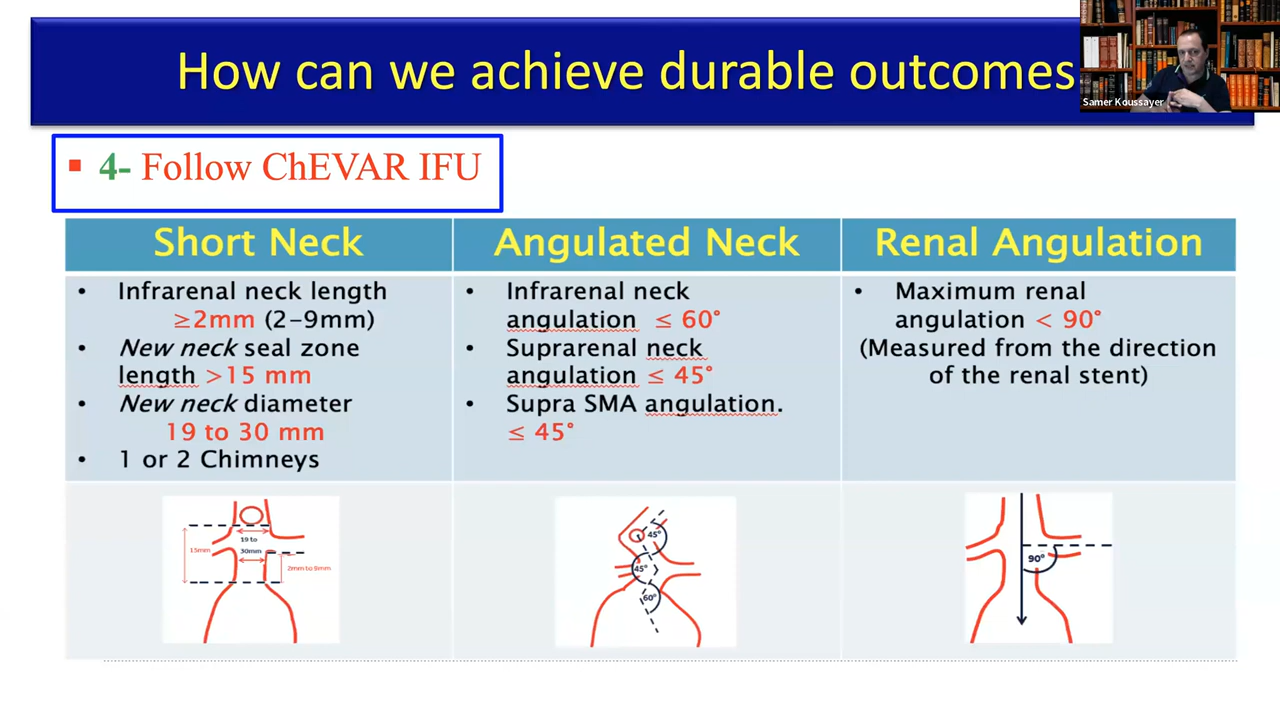 How can we achieve durable outcomes
Samer Koussayer
▪ 4- Follow ChEVAR IFU
Short Neck
• Infrarenal neck length
≥2mm (2-9mm)
• New neck seal zone
length >15 mm
• New neck diameter
19 to 30 mm
• 1 or 2 Chimneys
Angulated Neck
• Infrarenal neck
angulation ≤ 60°
• Suprarenal neck
angulation ≤ 45°
• Supra SMA angulation.
≤ 45°
Renal Angulation
• Maximum renal
angulation < 90°
(Measured from the direction
of the renal stent)
19 to
30mm
15mm
2mm to 8mm
45°
45°
60°
90°